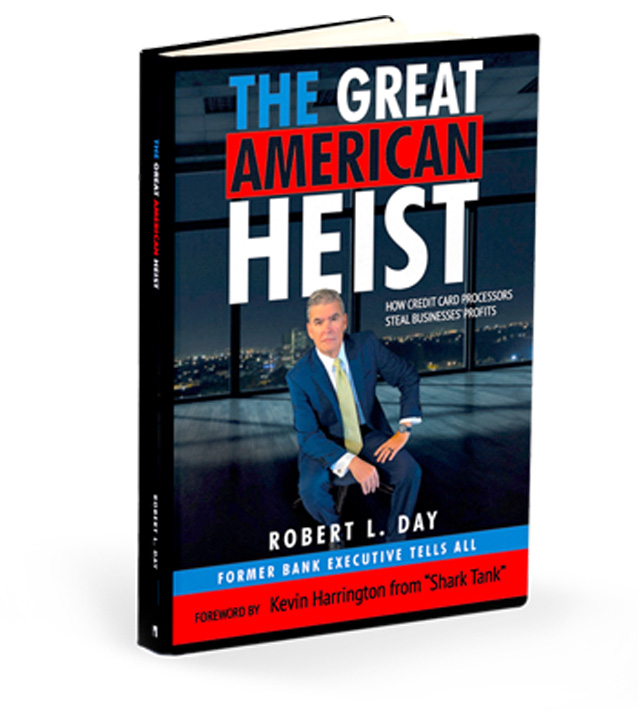 THE GREAT
AMERICAN
HEIST
HOW CREDIT CARD PROCESSORS
STEAL BUSINESSES' PROFITS
ROBERT L. DAY
FORMER BANK EXECUTIVE TELLS ALL
FOREWORD BY Kevin Harrington from "Shark Tank"
THE GREAT AMERICAN HEIST
ROBERT L. DAY